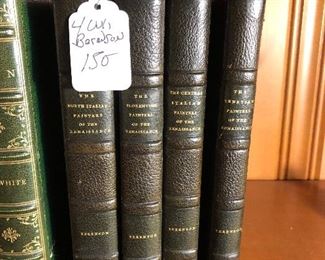 4 Vols
Berenson
150
THE
NORTH ITALIAN
PAINTERS
OF THE
RENAISSANCE
BERENSON
THE
FLORENTINE
PAINTERS
OF THE
RENAISSANCE
BERENSON
THE CENTRAL
ITALIAN
PAINTERS
OF THE
RENAISSANCE
BERENSON
THE
VENETIAN
PAINTERS
OF THE
RENAISSANCE
BERENSON
N
WHITE